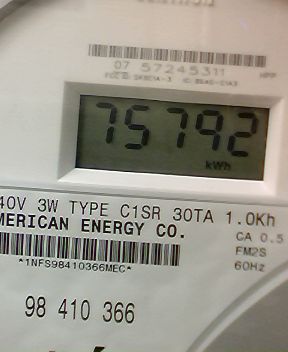 07 57245311
75792
kWh
40V 3W TYPE C1SR 30TA 1.0Kh
MERICAN ENERGY CO.
CA 0.5
FM2S
60Hz
*1NFS98410366MEC*
98 410 366